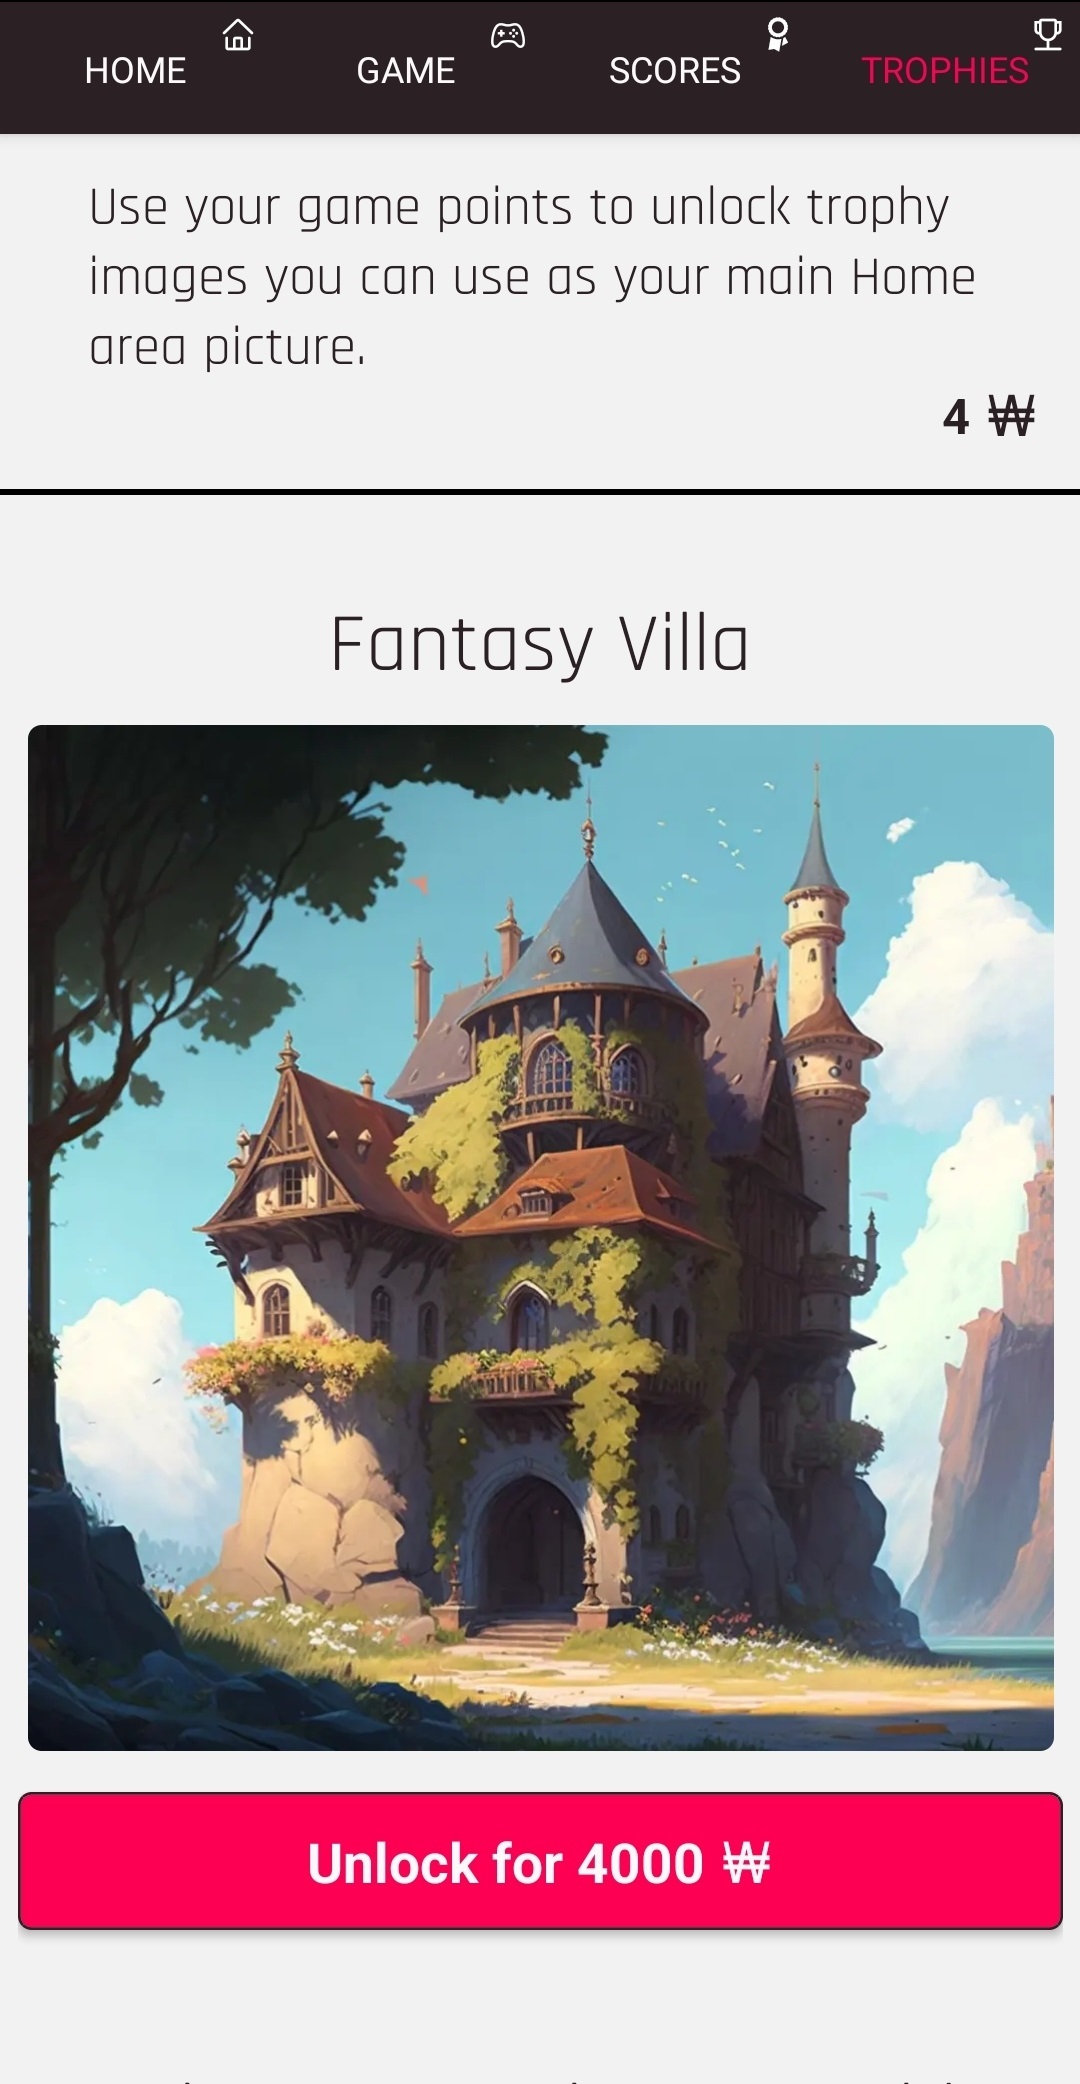 HOME
GAME
SCORES
TROPHIES
Use your game points to unlock trophy
images you can use as your main Home
area picture.
4 ₩
Fantasy Villa
Unlock for 4000 ₩